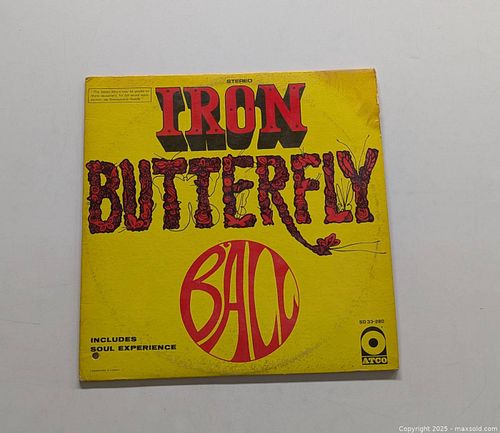 STEREO
IRON
BUTTERFLY
BALL
INCLUDES
SOUL EXPERIENCE
SD 33-280
ATCO
Copyright 2025 - maxsold.com